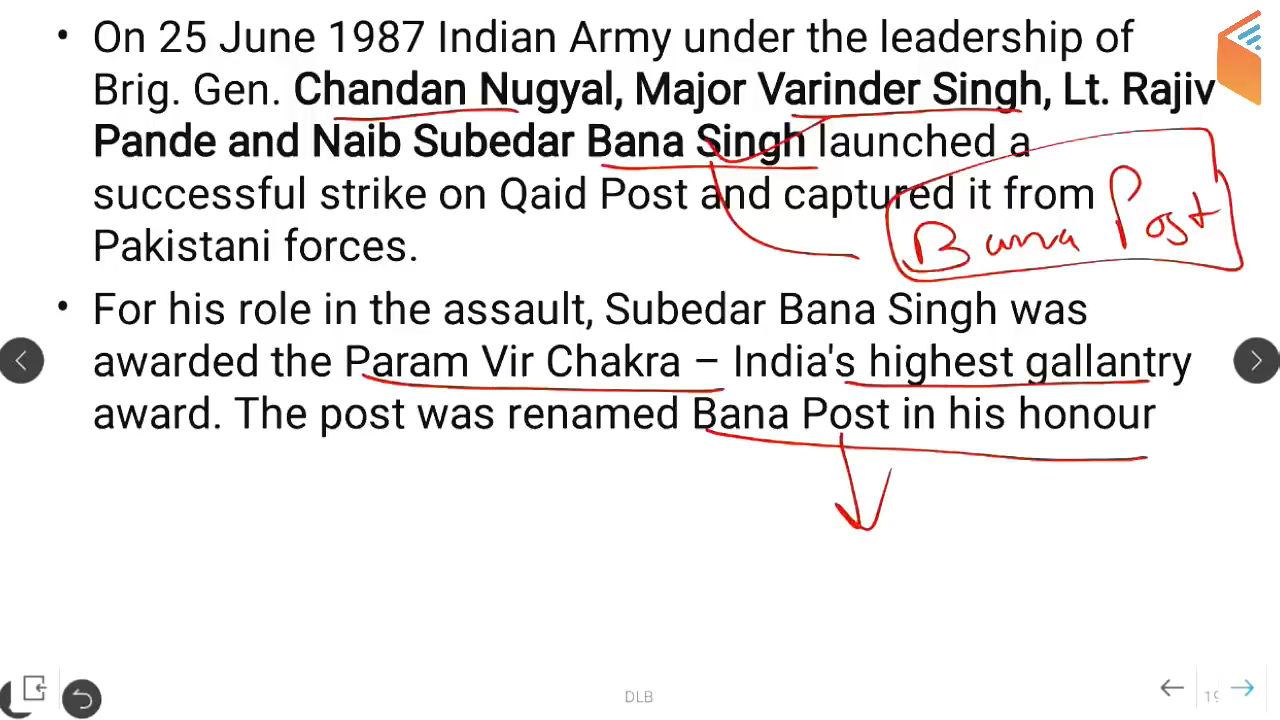 • On 25 June 1987 Indian Army under the leadership of
Brig. Gen. Chandan Nugyal, Major Varinder Singh, Lt. Rajiv
Pande and Naib Subedar Bana Singh launched a
successful strike on Qaid Post and captured it from
Pakistani forces.
Bana Post
• For his role in the assault, Subedar Bana Singh was
awarded the Param Vir Chakra – India's highest gallantry
award. The post was renamed Bana Post in his honour
DLB